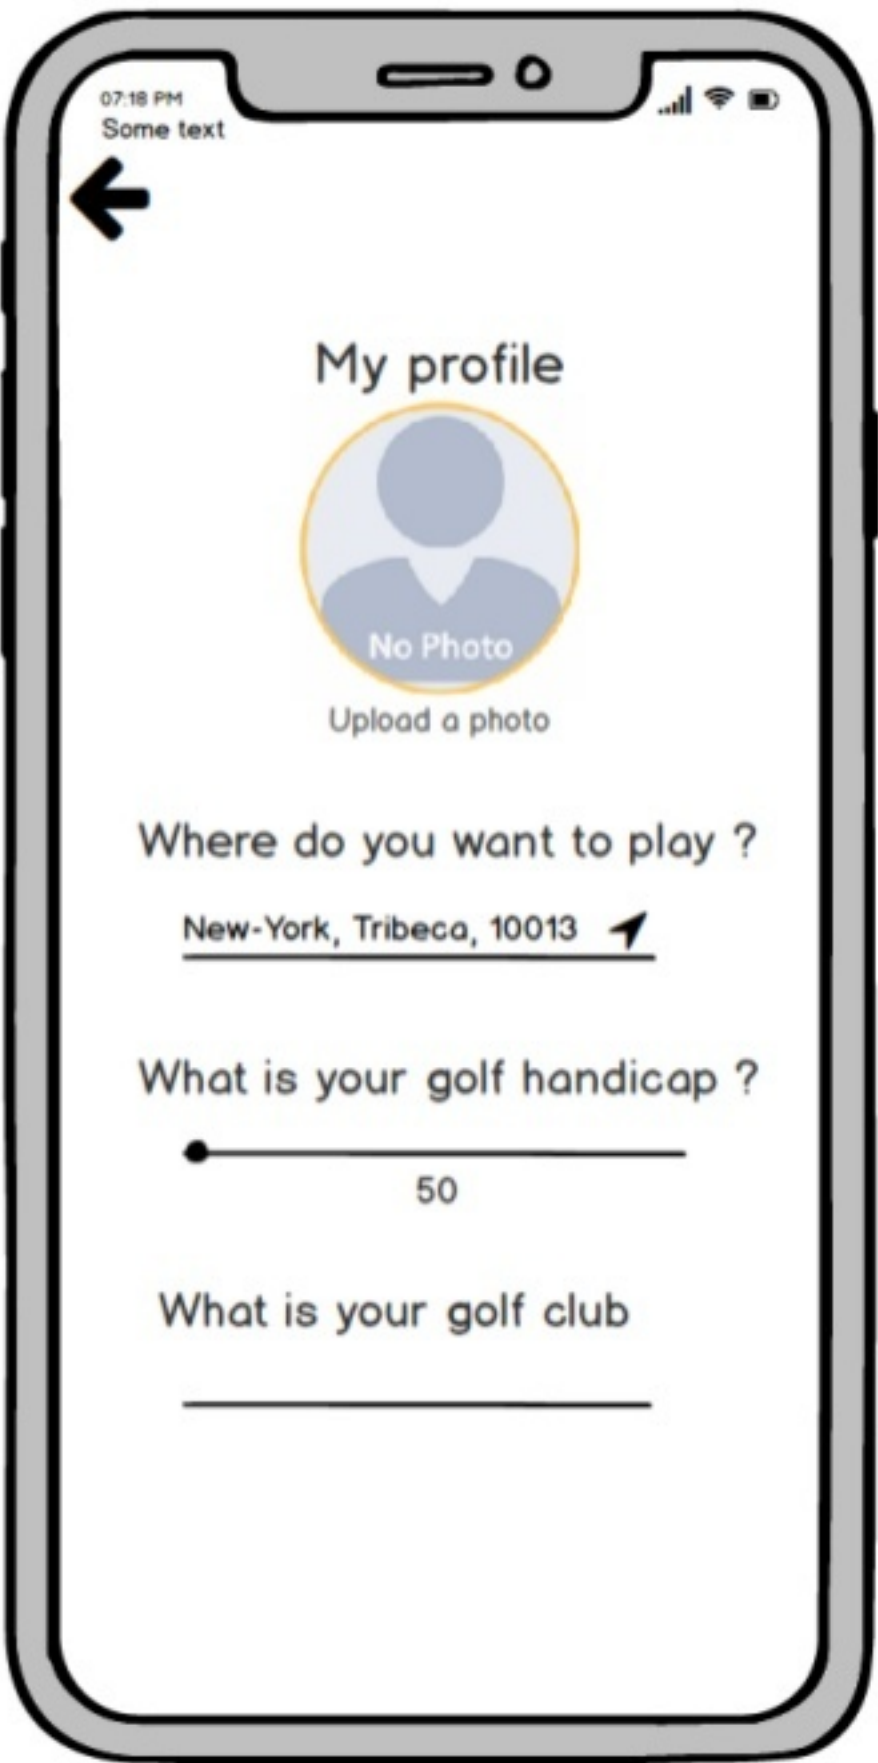 07:18 PM
Some text
My profile
No Photo
Upload a photo
Where do you want to play ?
New-York, Tribeca, 10013
What is your golf handicap ?
50
What is your golf club